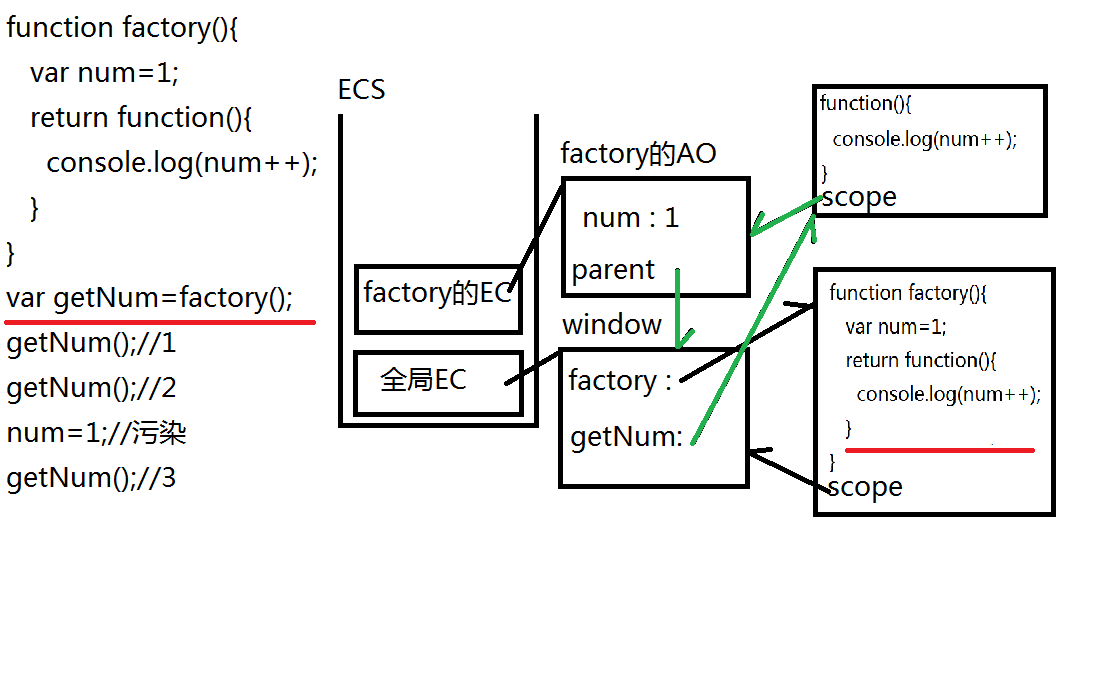 function factory(){
var num=1;
return function(){
console.log(num++);
}
}
var getNum=factory();
getNum();//1
getNum();//2
num=1;//污染
getNum();//3
ECS
factory的EC
全局EC
factory的AO
num : 1
parent
window
factory :
getNum:
function(){
console.log(num++);
}
scope
function factory(){
var num=1;
return function(){
console.log(num++);
}
}
scope